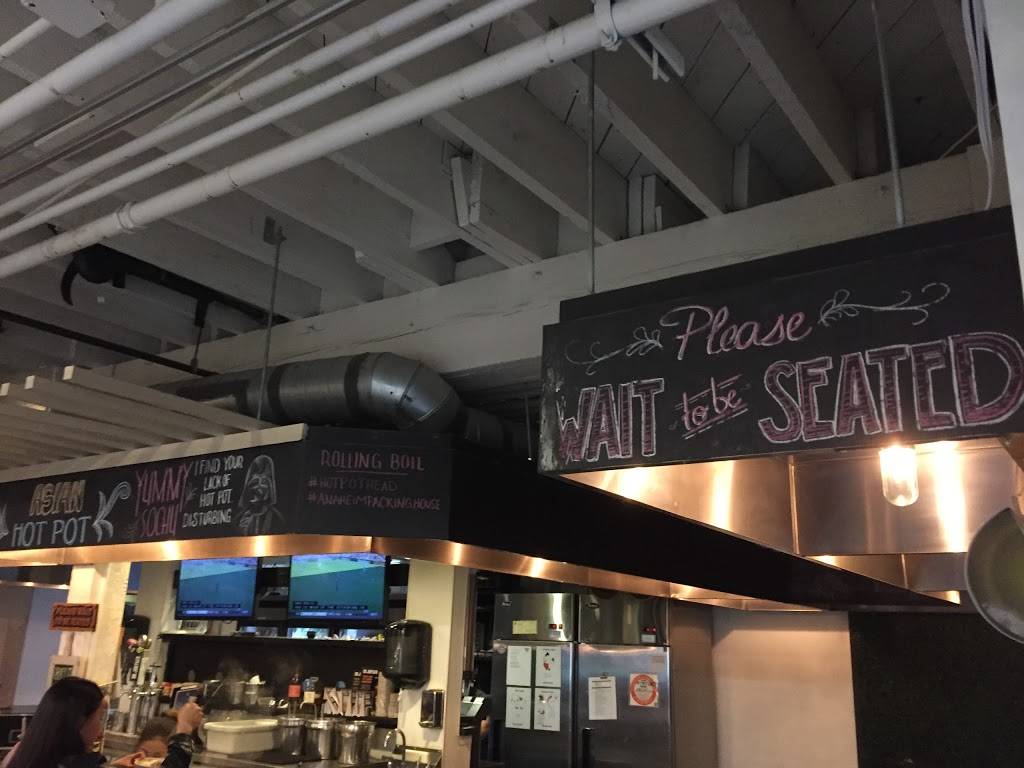 Please
WAIT to be SEATED
ASIAN
HOT POT
YUMMY
SOCAL
I FIND YOUR
LACK OF
HOT POT
DISTURBING
ROLLING BOIL
#HOTPOTHEAD
#ANAHEIMPACKINGHOUSE